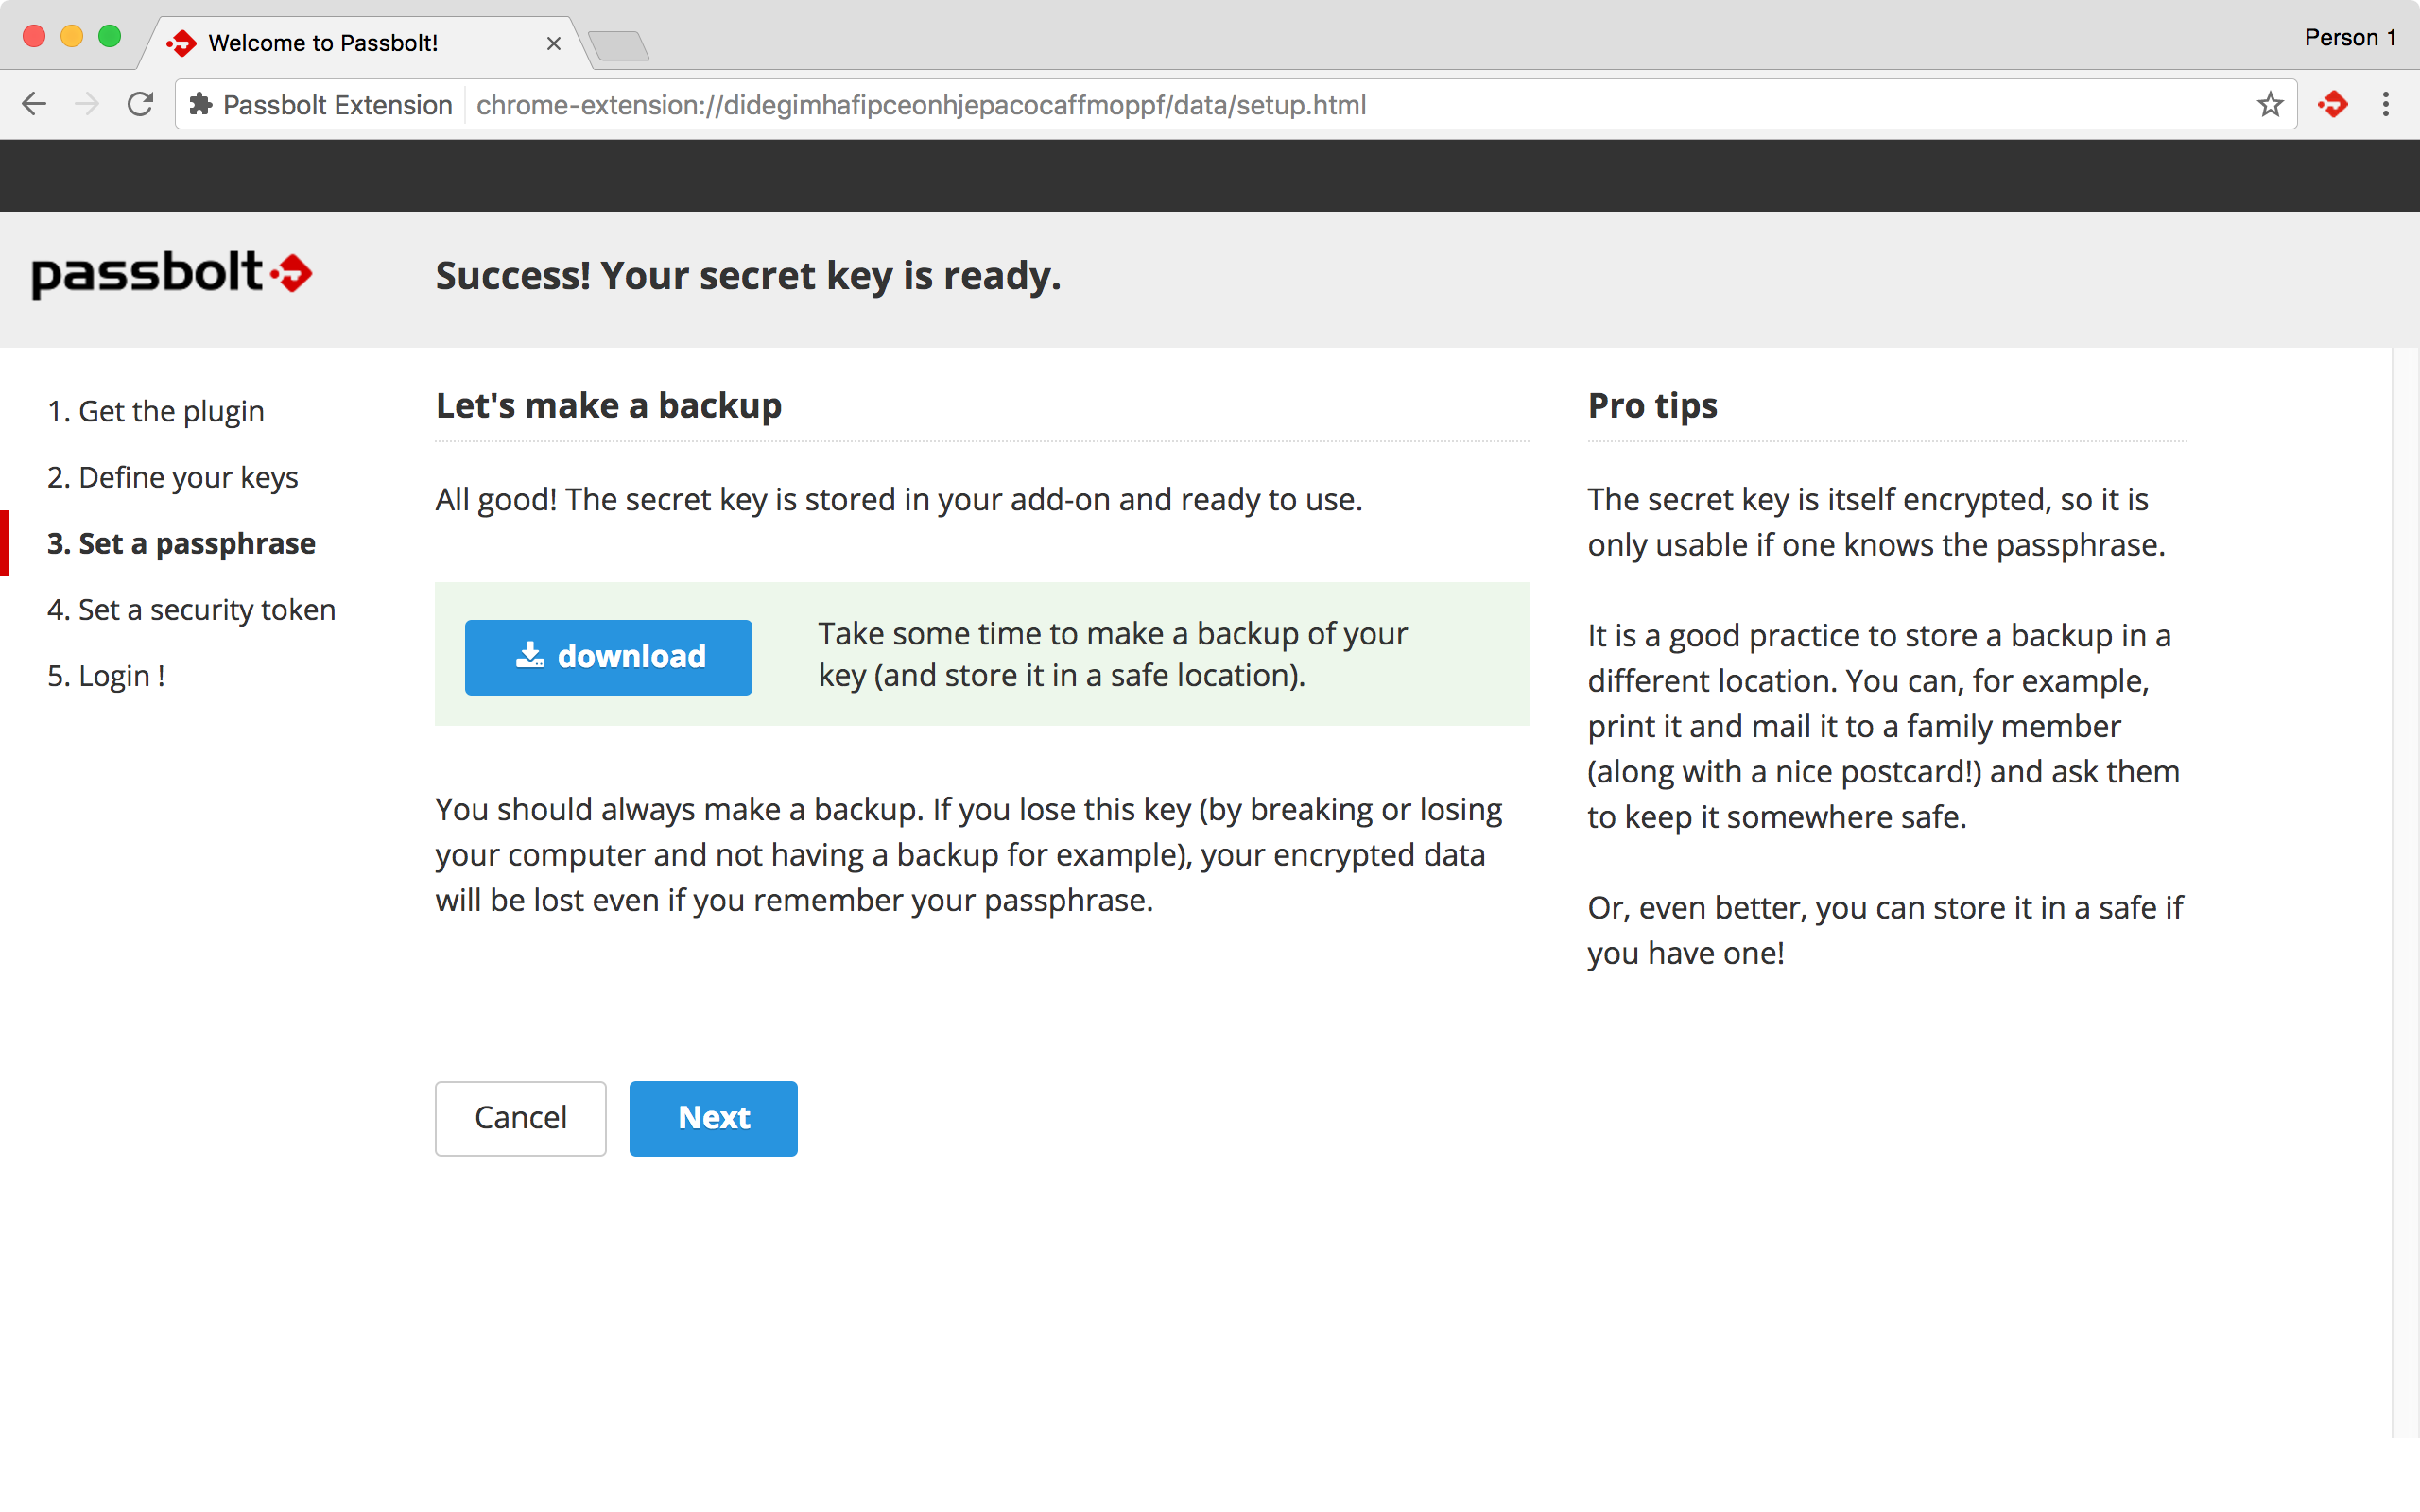 Welcome to Passbolt!
Person 1
Passbolt Extension
chrome-extension://didegimhafipceonhjepacocaffmoppf/data/setup.html
passbolt
Success! Your secret key is ready.
1. Get the plugin
2. Define your keys
3. Set a passphrase
4. Set a security token
5. Login !
Let's make a backup
All good! The secret key is stored in your add-on and ready to use.
download
Take some time to make a backup of your
key (and store it in a safe location).
You should always make a backup. If you lose this key (by breaking or losing
your computer and not having a backup for example), your encrypted data
will be lost even if you remember your passphrase.
Cancel
Next
Pro tips
The secret key is itself encrypted, so it is
only usable if one knows the passphrase.
It is a good practice to store a backup in a
different location. You can, for example,
print it and mail it to a family member
(along with a nice postcard!) and ask them
to keep it somewhere safe.
Or, even better, you can store it in a safe if
you have one!